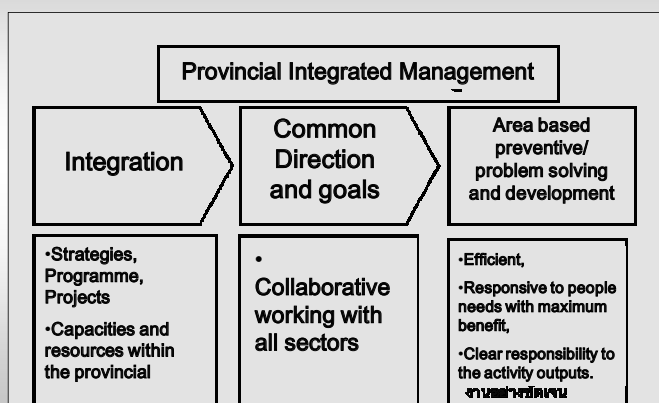 Provincial Integrated Management
Integration
Common
Direction
and goals
Area based
preventive/
problem solving
and development
•Strategies,
Programme,
Projects
•Capacities and
resources within
the provincial
•
Collaborative
working with
all sectors
•Efficient,
•Responsive to people
needs with maximum
benefit,
•Clear responsibility to
the activity outputs.